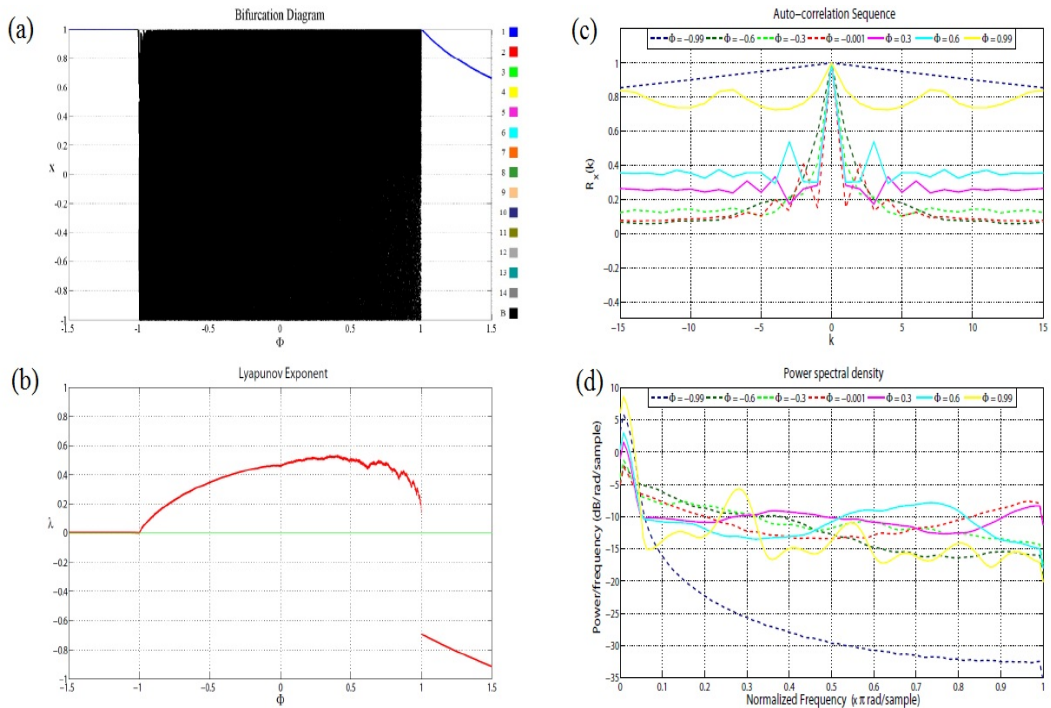 (a)
Bifurcation Diagram
1
0.8
0.6
0.4
0.2
0
−0.2
−0.4
−0.6
−0.8
-1
x
-1.5 -1 -0.5 0 0.5 1 1.5
Φ
1
2
3
4
5
6
7
8
9
10
11
12
13
14
B
(c)
Auto−correlation Sequence
Φ = −0.99 Φ = −0.6 Φ = −0.3 Φ = −0.001 Φ = 0.3 Φ = 0.6 Φ = 0.99
1
0.8
0.6
0.4
0.2
0
−0.2
−0.4
R_x(k)
−15 −10 −5 0 5 10 15
k
(b)
Lyapunov Exponent
1
0.8
0.6
0.4
0.2
0
−0.2
−0.4
−0.6
−0.8
−1
λ
−1.5 −1 −0.5 0 0.5 1 1.5
Φ
(d)
Power spectral density
Φ = −0.99 Φ = −0.6 Φ = −0.3 Φ = −0.001 Φ = 0.3 Φ = 0.6 Φ = 0.99
10
5
0
−5
−10
−15
−20
−25
−30
−35
Power/frequency (dB/rad/sample)
0 0.1 0.2 0.3 0.4 0.5 0.6 0.7 0.8 0.9 1
Normalized Frequency (×π rad/sample)